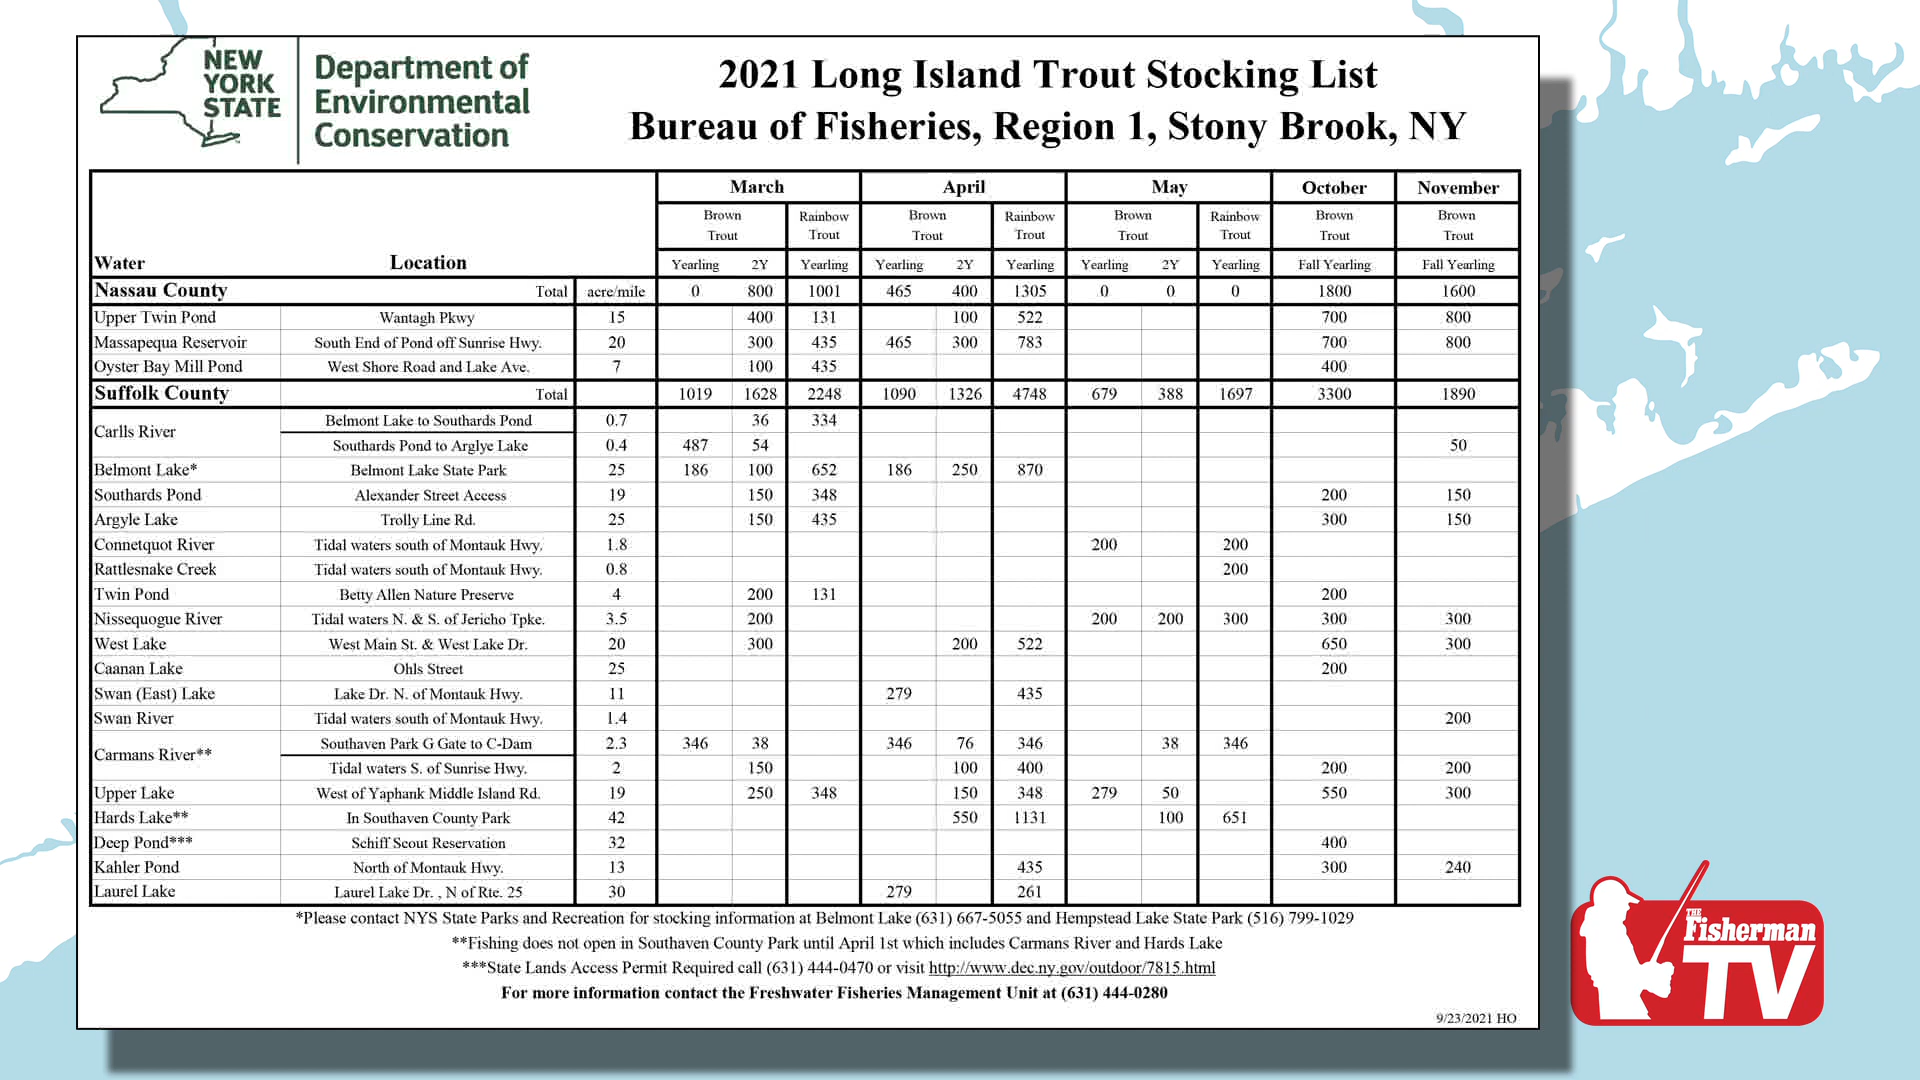 NEW
YORK
STATE
Department of
Environmental
Conservation
2021 Long Island Trout Stocking List
Bureau of Fisheries, Region 1, Stony Brook, NY
March April May October November
Brown Trout Rainbow Trout Brown Trout Rainbow Trout Brown Trout Rainbow Trout Brown Trout Brown Trout
Water Location Yearling 2Y Yearling Yearling 2Y Yearling Yearling 2Y Yearling Fall Yearling Fall Yearling
Nassau County Total acre/mile 0 800 1001 465 400 1305 0 0 0 1800 1600
Upper Twin Pond Wantagh Pkwy 15 400 131 100 522 700 800
Massapequa Reservoir South End of Pond off Sunrise Hwy. 20 300 435 465 300 783 700 800
Oyster Bay Mill Pond West Shore Road and Lake Ave. 7 100 435 400
Suffolk County Total 1019 1628 2248 1090 1326 4748 679 388 1697 3300 1890
Carlls River Belmont Lake to Southards Pond 0.7 36 334
Southards Pond to Arglye Lake 0.4 487 54 50
Belmont Lake* Belmont Lake State Park 25 186 100 652 186 250 870
Southards Pond Alexander Street Access 19 150 348 200 150
Argyle Lake Trolly Line Rd. 25 150 435 300 150
Connetquot River Tidal waters south of Montauk Hwy. 1.8 200 200
Rattlesnake Creek Tidal waters south of Montauk Hwy. 0.8 200
Twin Pond Betty Allen Nature Preserve 4 200 131 200
Nissequogue River Tidal waters N. & S. of Jericho Tpke. 3.5 200 200 200 300 300 300
West Lake West Main St. & West Lake Dr. 20 300 200 522 650 300
Caanan Lake Ohls Street 25 200
Swan (East) Lake Lake Dr. N. of Montauk Hwy. 11 279 435
Swan River Tidal waters south of Montauk Hwy. 1.4 200
Carmans River** Southaven Park G Gate to C-Dam 2.3 346 38 346 76 346 38 346
Tidal waters S. of Sunrise Hwy. 2 150 100 400 200 200
Upper Lake West of Yaphank Middle Island Rd. 19 250 348 150 348 279 50 550 300
Hards Lake** In Southaven County Park 42 550 1131 100 651
Deep Pond*** Schiff Scout Reservation 32 400
Kahler Pond North of Montauk Hwy. 13 435 300 240
Laurel Lake Laurel Lake Dr. , N of Rte. 25 30 279 261
*Please contact NYS State Parks and Recreation for stocking information at Belmont Lake (631) 667-5055 and Hempstead Lake State Park (516) 799-1029
**Fishing does not open in Southaven County Park until April 1st which includes Carmans River and Hards Lake
***State Lands Access Permit Required call (631) 444-0470 or visit http://www.dec.ny.gov/outdoor/7815.html
For more information contact the Freshwater Fisheries Management Unit at (631) 444-0280
9/23/2021 HO
THE
Fisherman
TV